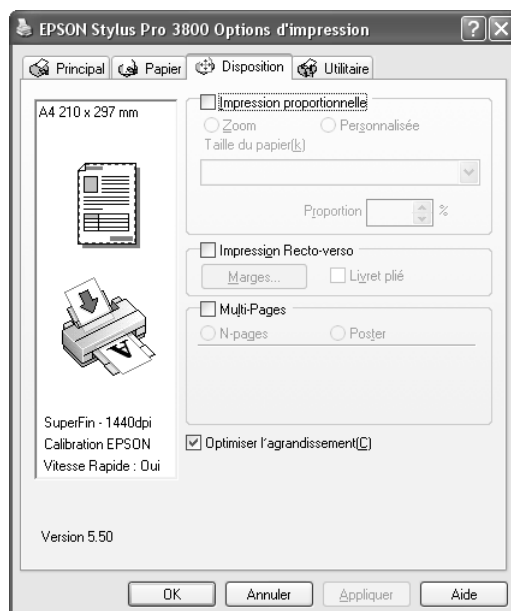 EPSON Stylus Pro 3800 Options d'impression
Principal Papier Disposition Utilitaire
A4 210 x 297 mm
SuperFin - 1440dpi
Calibration EPSON
Vitesse Rapide : Oui
Impression proportionnelle
Zoom Personnalisée
Taille du papier(k)
Proportion %
Impression Recto-verso
Marges... Livret plié
Multi-Pages
N-pages Poster
Optimiser l'agrandissement(C)
Version 5.50
OK Annuler Appliquer Aide